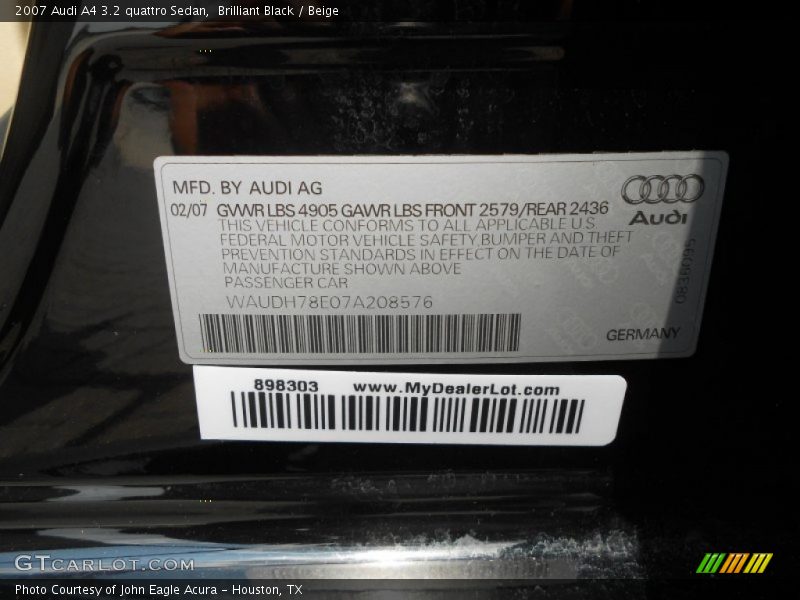 2007 Audi A4 3.2 quattro Sedan,  Brilliant Black / Beige
MFD. BY AUDI AG
02/07 GVWR LBS 4905 GAWR LBS FRONT 2579/REAR 2436
THIS VEHICLE CONFORMS TO ALL APPLICABLE U.S.
FEDERAL MOTOR VEHICLE SAFETY BUMPER AND THEFT
PREVENTION STANDARDS IN EFFECT ON THE DATE OF
MANUFACTURE SHOWN ABOVE
PASSENGER CAR
WAUDH78E07A208576
Audi
0836095
GERMANY
898303 www.MyDealerLot.com
GTCARLOT.COM
Photo Courtesy of John Eagle Acura - Houston, TX